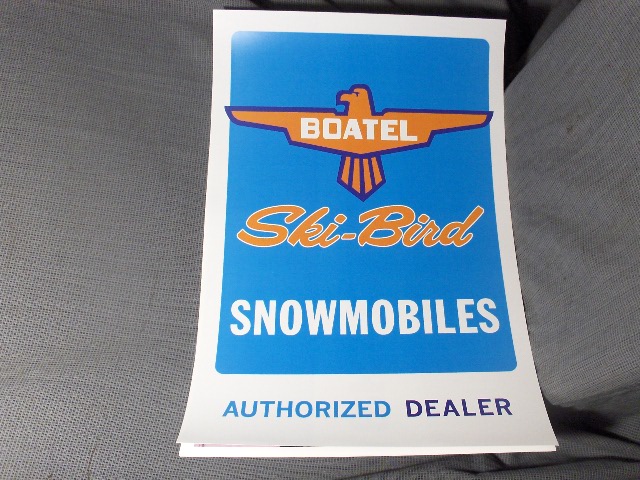 BOATEL
Ski-Bird
SNOWMOBILES
AUTHORIZED DEALER